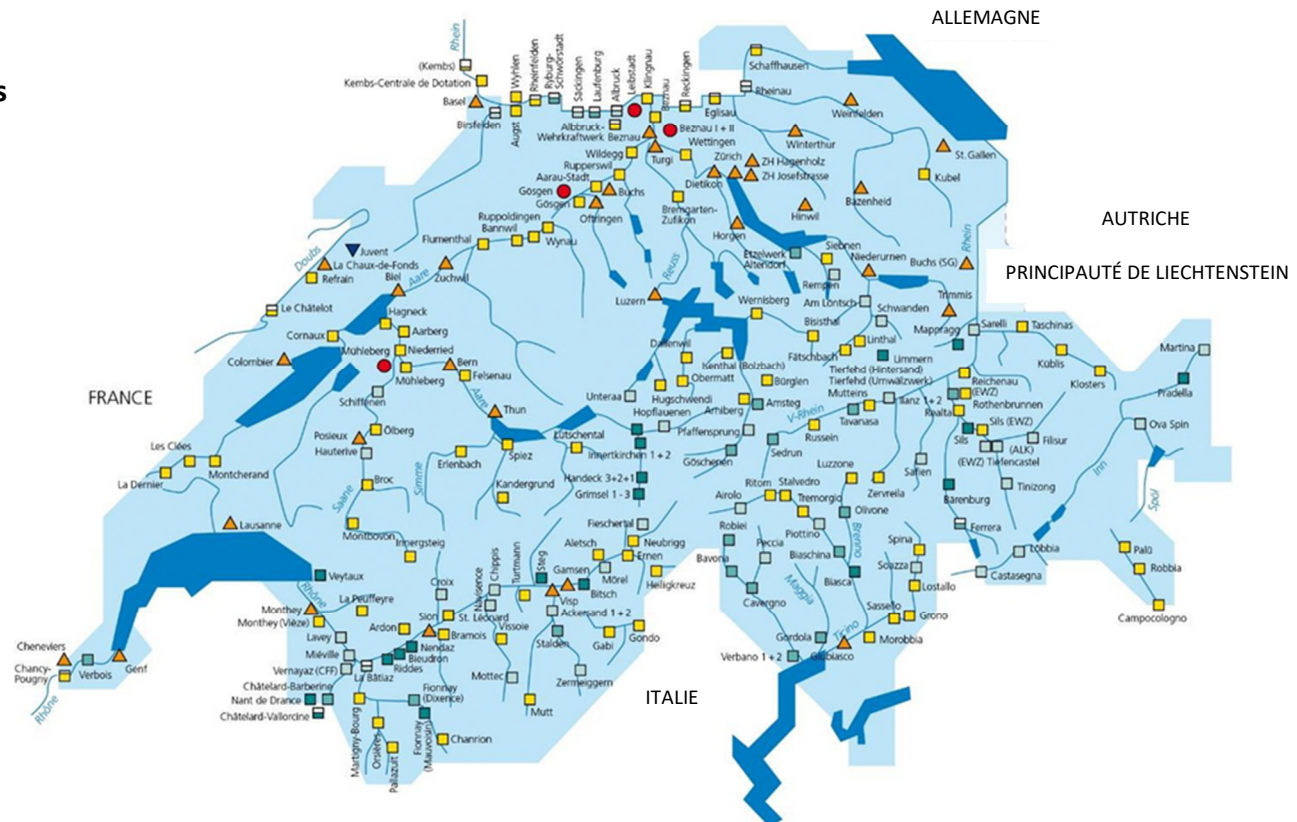 ALLEMAGNE
s
Rhein
(Kembs)
Kembs-Centrale de Dotation
Basel
Birsfelden
Wyhlen
Augst
Rheinfelden
Ryburg-
Schwörstadt
Säckingen
Laufenburg
Albruck
Leibstadt
Klingnau
Beznau
Reckingen
Eglisau
Schaffhausen
Rheinau
Albbruck-
Wehrkraftwerk
Beznau
Beznau I + II
Wettingen
Weinfelden
Winterthur
St. Gallen
Wildegg
Turgi
Zürich
ZH Hagenholz
ZH Josefstrasse
Rupperswil
Aarau-Stadt
Gösgen
Gösgen
Buchs
Oftringen
Dietikon
Bremgarten-
Zufikon
Kubel
Bazenheid
Hinwil
Horgen
AUTRICHE
Ruppoldingen
Bannwil
Wynau
Flumenthal
Zuchwil
Juvent
Doubs
La Chaux-de-Fonds
Refrain
Biel
Aare
Le Châtelot
Reuss
Luzern
Etzelwerk
Altendorf
Siebnen
Rempen
Niederurnen
Buchs (SG)
Rhein
PRINCIPAUTÉ DE LIECHTENSTEIN
Trimmis
Am Löntsch
Schwanden
Mapragg
Sarelli
Taschinas
Hagneck
Cornaux
Aarberg
Niederried
Mühleberg
Mühleberg
Colombier
Bern
Felsenau
Wernisberg
Bisisthal
Dallenwil
Isenthal (Bolzbach)
Fätschbach
Linthal
Limmern
Tierfehd (Hintersand)
Tierfehd (Umwälzwerk)
Küblis
Klosters
Martina
Pradella
FRANCE
Schiffenen
Aare
Thun
Unteraa
Obermatt
Hugschwendi
Hopflauenen
Bürglen
Arniberg
Amsteg
Mutteins
Tavanasa
Ilanz 1+2
Reichenau
(EWZ)
Rothenbrunnen
Realta
Sils
Sils (EWZ)
V-Rhein
Ova Spin
Ölberg
Posieux
Hauterive
Les Clées
La Dernier
Montcherand
Erlenbach
Spiez
Lütschental
Innertkirchen 1+2
Pfaffensprung
Göschenen
Sedrun
Russein
Safien
(ALK)
Filisur
(EWZ) Tiefencastel
Tinizong
Inn
Spöl
Broc
Saane
Simme
Kandergrund
Handeck 3+2+1
Grimsel 1 - 3
Luzzone
Zervreila
Bärenburg
Ferrera
Lausanne
Montbovon
Innergsteig
Fieschertal
Airolo
Ritom
Stalvedro
Tremorgio
Olivone
Piottino
Brenno
Löbbia
Castasegna
Palü
Robbia
Campocologno
Veytaux
Rhône
Aletsch
Neubrigg
Ernen
Mörel
Heiligkreuz
Robiei
Peccia
Bavona
Cavergno
Maggia
Biaschina
Biasca
Spina
Soazza
Lostallo
Sassello
Grono
La Peuffeyre
Monthey
Monthey (Vièze)
Croix
Navisence
Chippis
Turtmann
Steg
Gamsen
Visp
Bitsch
Ackersand 1 + 2
Lavey
Ardon
Sion
St. Léonard
Bramois
Vissoie
Stalden
Gabi
Gondo
Gordola
Verbano 1 + 2
Ticino
Giubiasco
Morobbia
Cheneviers
Chancy-
Pougny
Verbois
Genf
Rhône
Miéville
Vernayaz (CFF)
La Bâtiaz
Nendaz
Bieudron
Riddes
Mottec
Zermeiggern
Mutt
ITALIE
Châtelard-Barberine
Nant de Drance
Châtelard-Vallorcine
Martigny-Bourg
Orsières
Pallazuit
Fionnay
(Dixence)
Fionnay
(Mauvoisin)
Chanrion